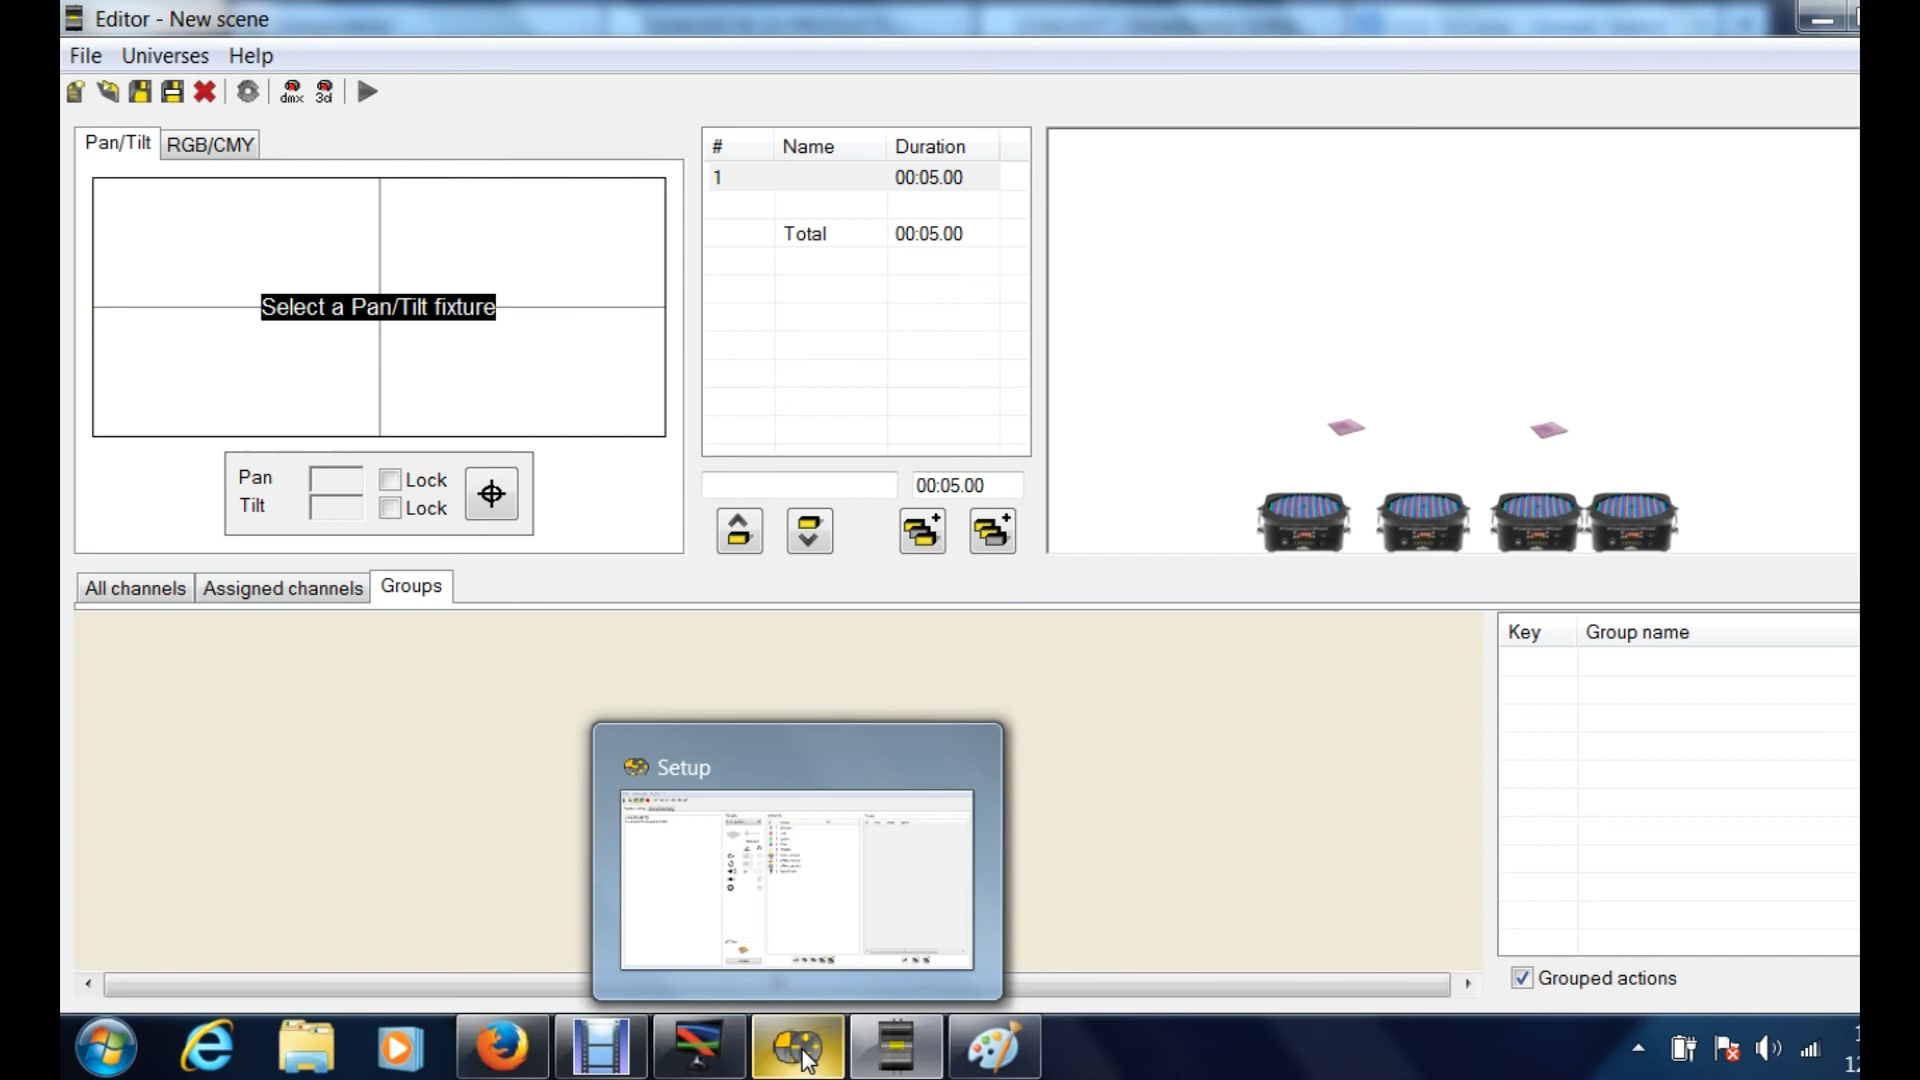 Editor - New scene
File Universes Help
dmx 3d
Pan/Tilt RGB/CMY
Select a Pan/Tilt fixture
Pan Lock
Tilt Lock
# Name Duration
1 00:05.00
Total 00:05.00
00:05.00
All channels Assigned channels Groups
Key Group name
Grouped actions
Setup